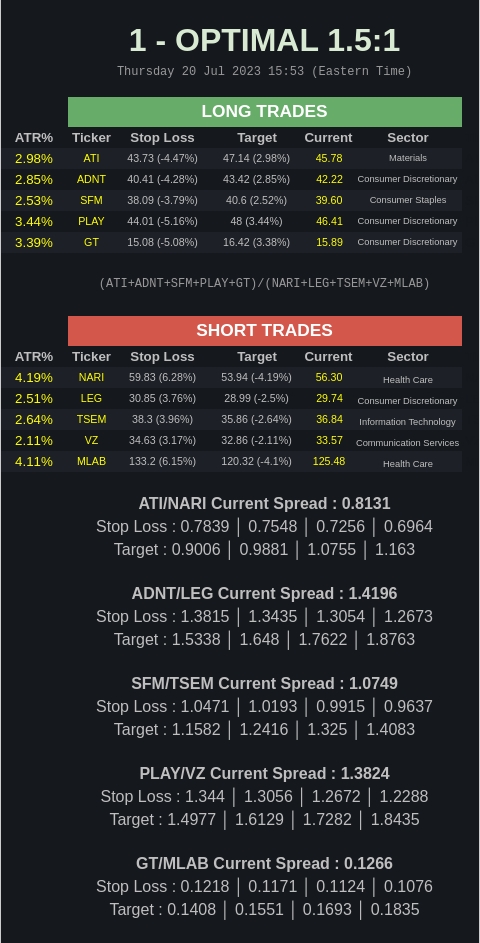 1 - OPTIMAL 1.5:1
Thursday 20 Jul 2023 15:53 (Eastern Time)
LONG TRADES
ATR% Ticker Stop Loss Target Current Sector
2.98% ATI 43.73 (-4.47%) 47.14 (2.98%) 45.78 Materials
2.85% ADNT 40.41 (-4.28%) 43.42 (2.85%) 42.22 Consumer Discretionary
2.53% SFM 38.09 (-3.79%) 40.6 (2.52%) 39.60 Consumer Staples
3.44% PLAY 44.01 (-5.16%) 48 (3.44%) 46.41 Consumer Discretionary
3.39% GT 15.08 (-5.08%) 16.42 (3.38%) 15.89 Consumer Discretionary
(ATI+ADNT+SFM+PLAY+GT)/(NARI+LEG+TSEM+VZ+MLAB)
SHORT TRADES
ATR% Ticker Stop Loss Target Current Sector
4.19% NARI 59.83 (6.28%) 53.94 (-4.19%) 56.30 Health Care
2.51% LEG 30.85 (3.76%) 28.99 (-2.5%) 29.74 Consumer Discretionary
2.64% TSEM 38.3 (3.96%) 35.86 (-2.64%) 36.84 Information Technology
2.11% VZ 34.63 (3.17%) 32.86 (-2.11%) 33.57 Communication Services
4.11% MLAB 133.2 (6.15%) 120.32 (-4.1%) 125.48 Health Care
ATI/NARI Current Spread : 0.8131
Stop Loss : 0.7839 │ 0.7548 │ 0.7256 │ 0.6964
Target : 0.9006 │ 0.9881 │ 1.0755 │ 1.163
ADNT/LEG Current Spread : 1.4196
Stop Loss : 1.3815 │ 1.3435 │ 1.3054 │ 1.2673
Target : 1.5338 │ 1.648 │ 1.7622 │ 1.8763
SFM/TSEM Current Spread : 1.0749
Stop Loss : 1.0471 │ 1.0193 │ 0.9915 │ 0.9637
Target : 1.1582 │ 1.2416 │ 1.325 │ 1.4083
PLAY/VZ Current Spread : 1.3824
Stop Loss : 1.344 │ 1.3056 │ 1.2672 │ 1.2288
Target : 1.4977 │ 1.6129 │ 1.7282 │ 1.8435
GT/MLAB Current Spread : 0.1266
Stop Loss : 0.1218 │ 0.1171 │ 0.1124 │ 0.1076
Target : 0.1408 │ 0.1551 │ 0.1693 │ 0.1835